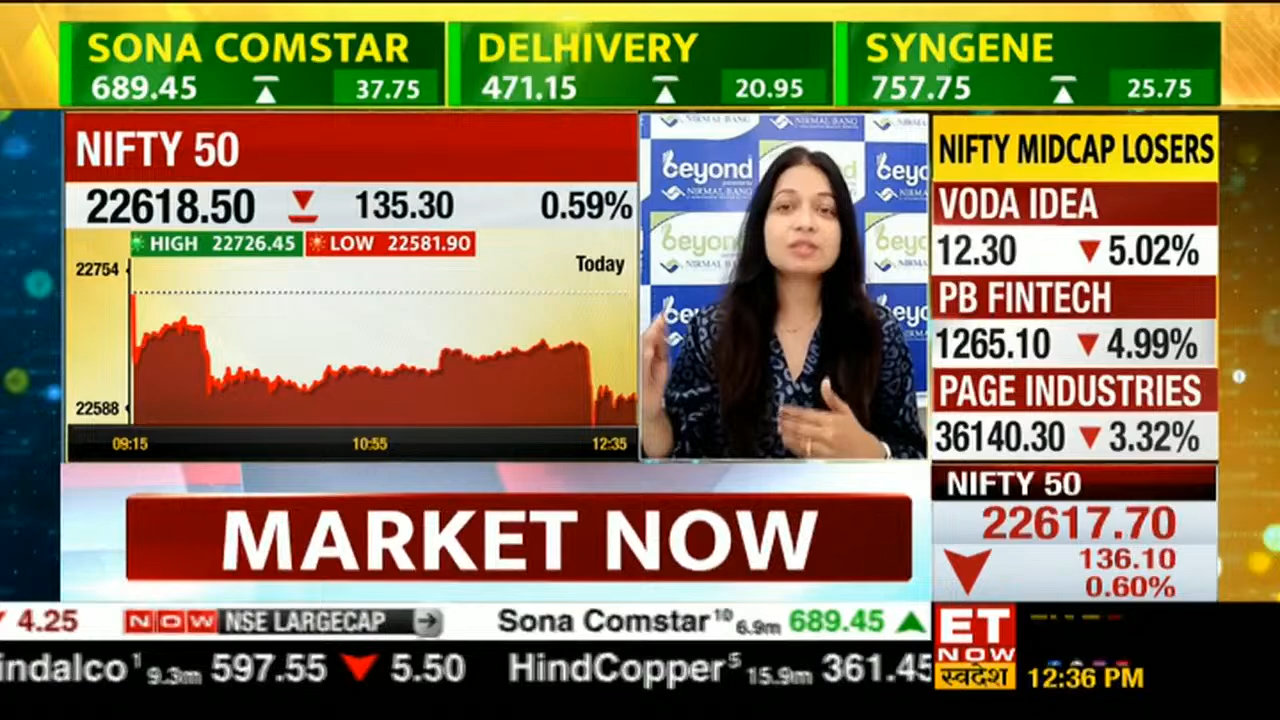 SONA COMSTAR
689.45 37.75
DELHIVERY
471.15 20.95
SYNGENE
757.75 25.75
NIFTY 50
22618.50 135.30 0.59%
HIGH 22726.45 LOW 22581.90
Today
22754
22588
09:15 10:55 12:35
NIRMAL BANG
beyond
NIRMAL BANG
beyond
NIRMAL BANG
NIFTY MIDCAP LOSERS
VODA IDEA
12.30 5.02%
PB FINTECH
1265.10 4.99%
PAGE INDUSTRIES
36140.30 3.32%
NIFTY 50
22617.70
136.10
0.60%
MARKET NOW
4.25 NOW NSE LARGECAP Sona Comstar 10 6.9m 689.45
indalco 1 9.3m 597.55 5.50 HindCopper 5 15.9m 361.45
ET
NOW
स्वदेश
12:36 PM